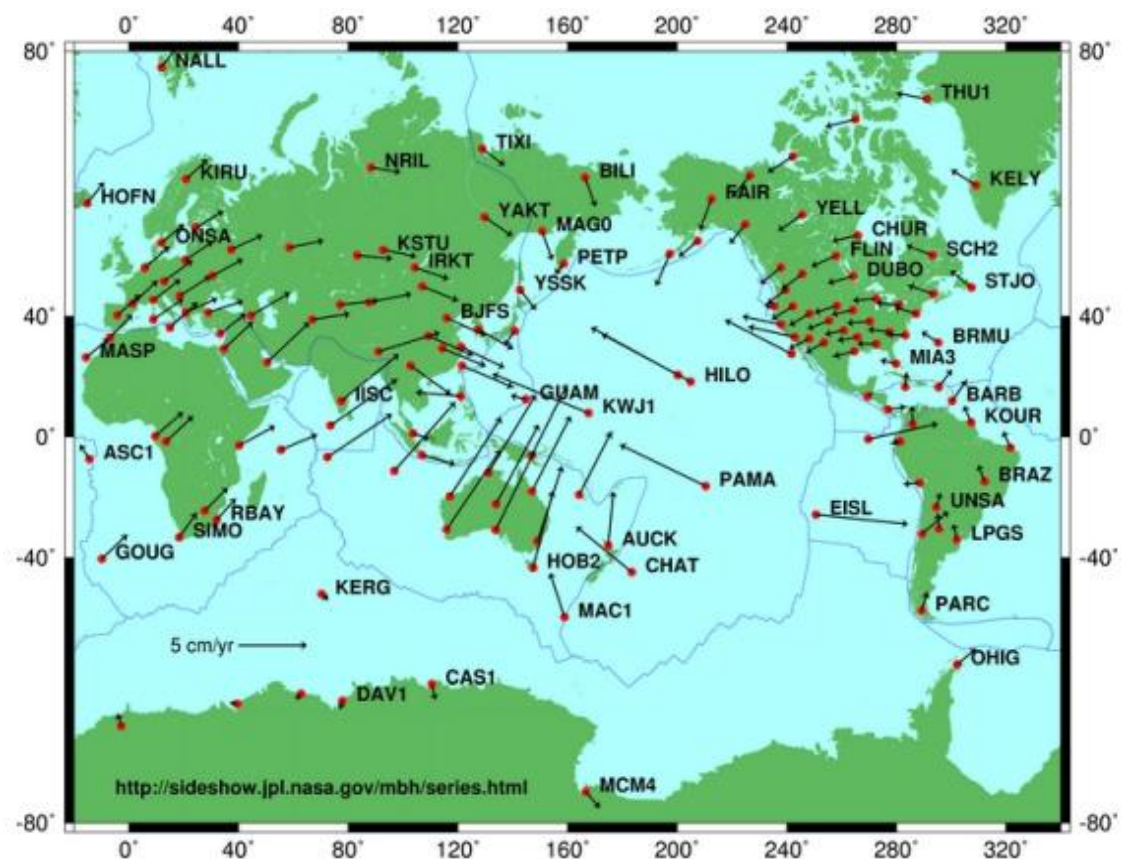 0˚ 40˚ 80˚ 120˚ 160˚ 200˚ 240˚ 280˚ 320˚
80˚ 80˚
NALL
THU1
TIXI
NRIL
BILI
KIRU
KELY
HOFN
FAIR
YAKT
YELL
MAG0
CHUR
ONSA
KSTU
FLIN
SCH2
PETP
IRKT
DUBO
YSSK
STJO
40˚ 40˚
BJFS
BRMU
MASP
MIA3
HILO
IISC
GUAM
BARB
KWJ1
KOUR
0˚ 0˚
ASC1
BRAZ
PAMA
UNSA
EISL
RBAY
SIMO
LPGS
AUCK
GOUG
HOB2
CHAT
-40˚ -40˚
KERG
PARC
MAC1
5 cm/yr
OHIG
CAS1
DAV1
http://sideshow.jpl.nasa.gov/mbh/series.html
MCM4
-80˚ -80˚
0˚ 40˚ 80˚ 120˚ 160˚ 200˚ 240˚ 280˚ 320˚